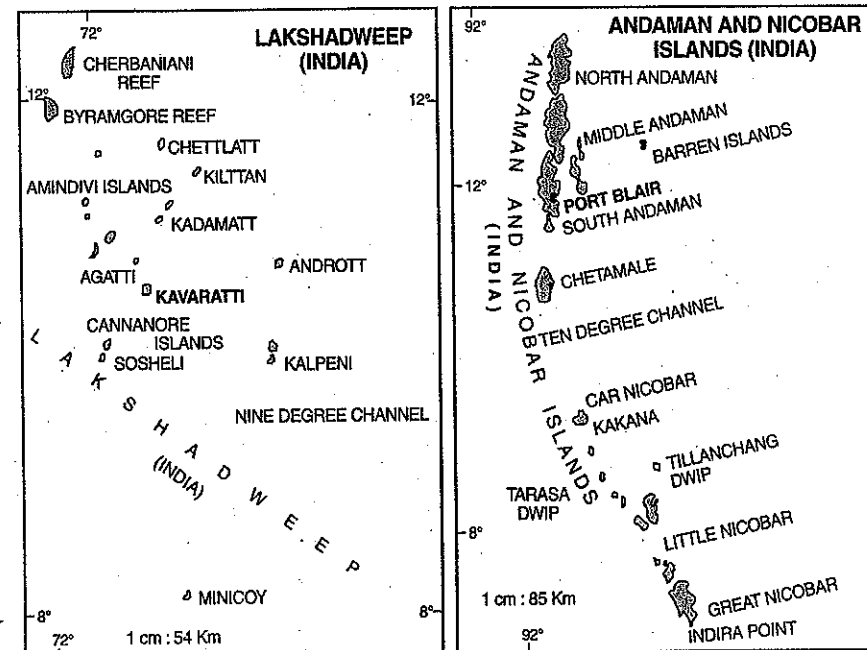 72°
LAKSHADWEEP
(INDIA)
CHERBANIANI
REEF
12°
12°
BYRAMGORE REEF
CHETTLATT
KILTTAN
AMINDIVI ISLANDS
KADAMATT
AGATTI
ANDROTT
KAVARATTI
CANNANORE
ISLANDS
SOSHELI
KALPENI
NINE DEGREE CHANNEL
LAKSHADWEEP
(INDIA)
MINICOY
8°
8°
72°
1 cm : 54 Km
92°
ANDAMAN AND NICOBAR
ISLANDS (INDIA)
NORTH ANDAMAN
MIDDLE ANDAMAN
BARREN ISLANDS
12°
PORT BLAIR
SOUTH ANDAMAN
ANDAMAN AND NICOBAR ISLANDS
(INDIA)
CHETAMALE
TEN DEGREE CHANNEL
CAR NICOBAR
KAKANA
TILLANCHANG
DWIP
TARASA
DWIP
8°
LITTLE NICOBAR
1 cm : 85 Km
GREAT NICOBAR
INDIRA POINT
92°